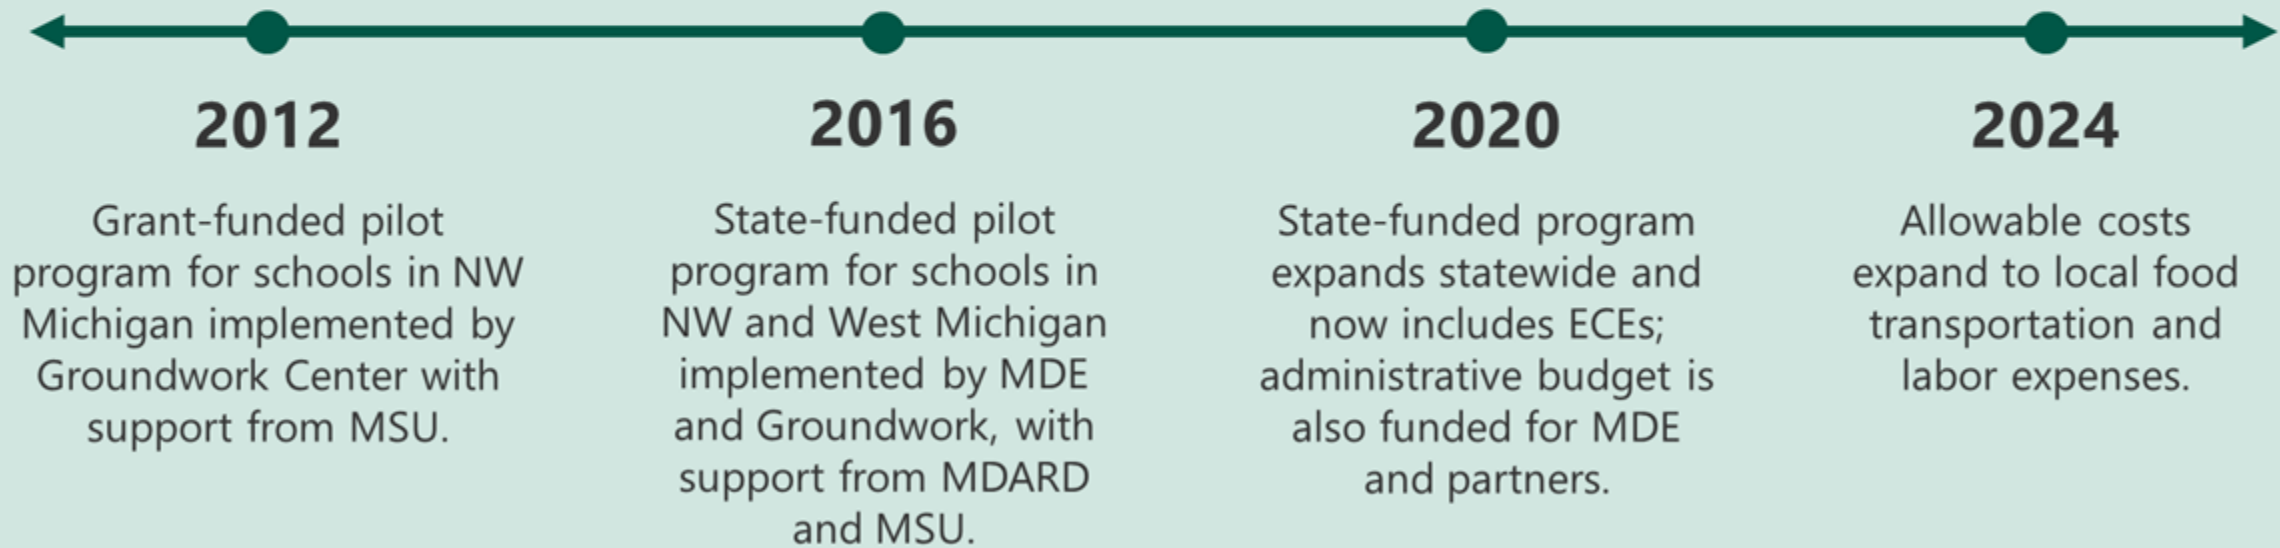 2012
Grant-funded pilot
program for schools in NW
Michigan implemented by
Groundwork Center with
support from MSU.
2016
State-funded pilot
program for schools in
NW and West Michigan
implemented by MDE
and Groundwork, with
support from MDARD
and MSU.
2020
State-funded program
expands statewide and
now includes ECEs;
administrative budget is
also funded for MDE
and partners.
2024
Allowable costs
expand to local food
transportation and
labor expenses.